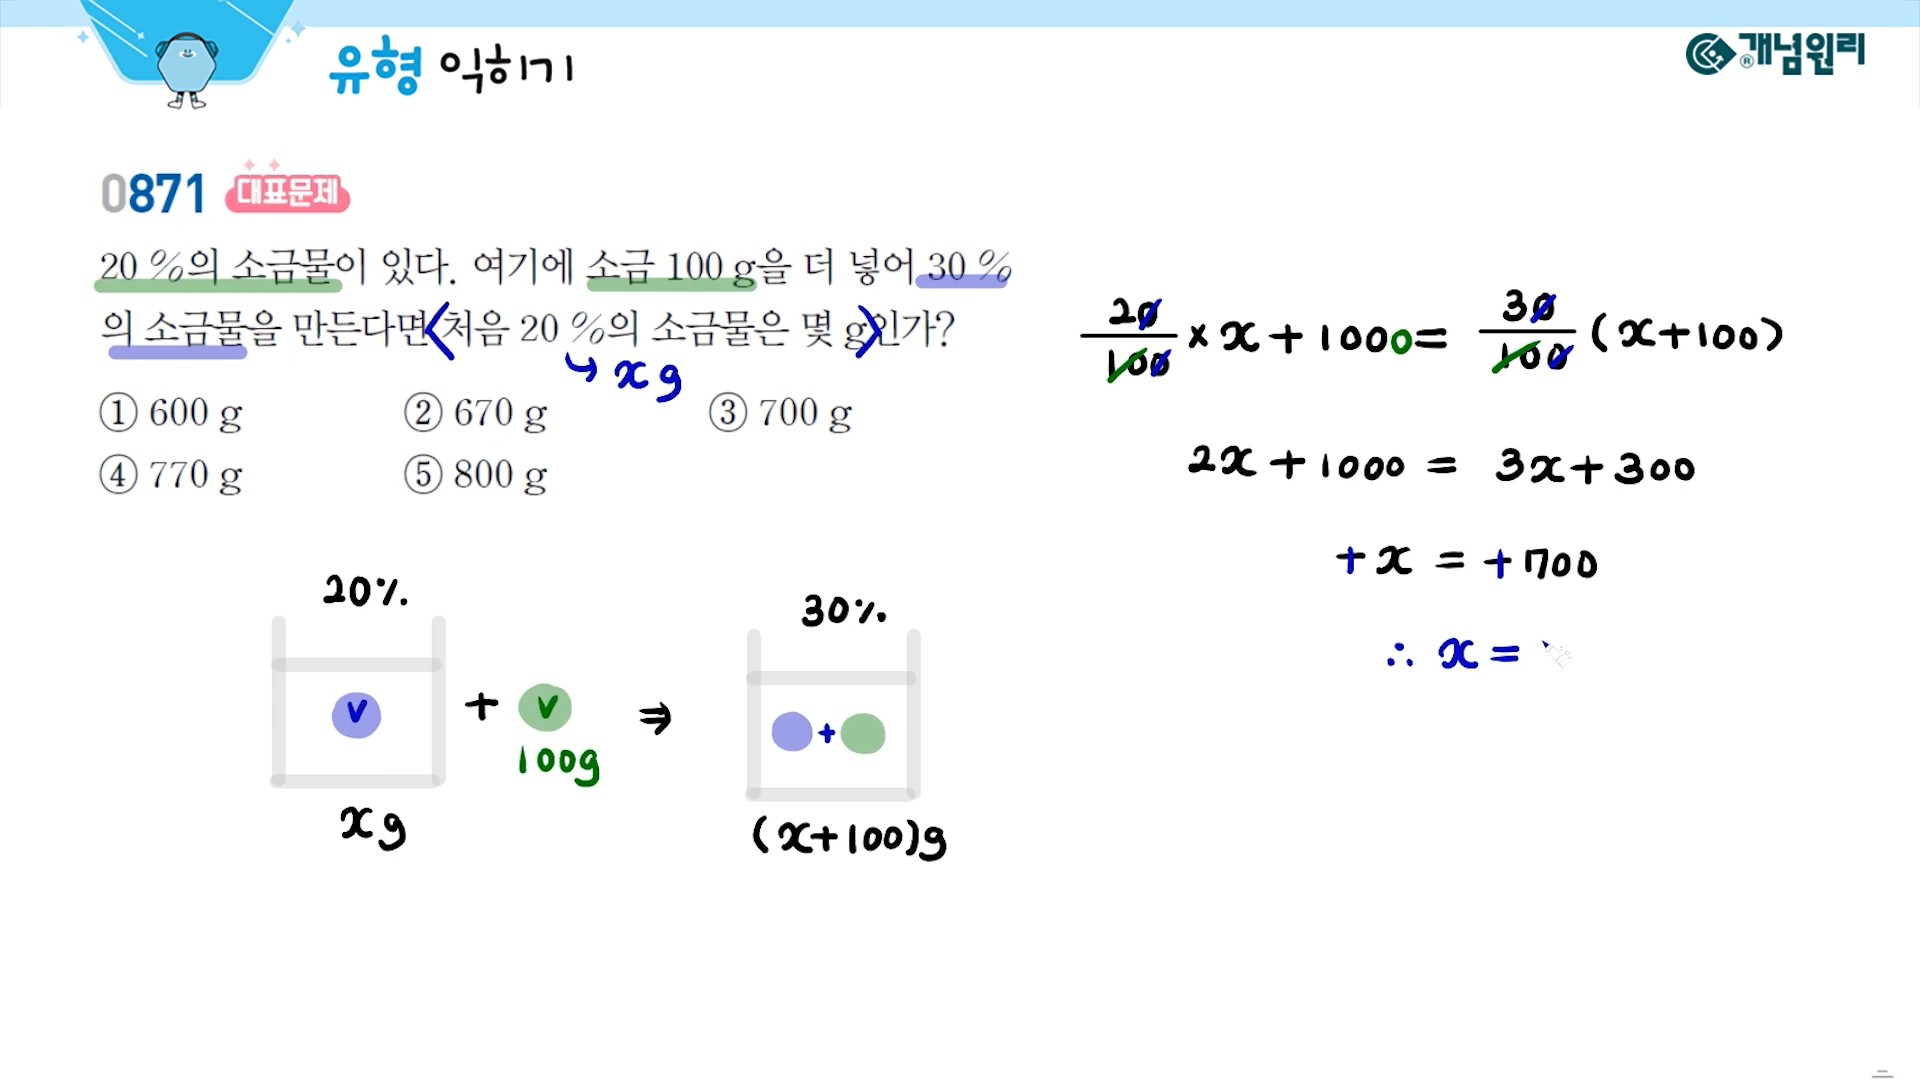 유형 익히기
개념원리
®
0871 대표문제
20 %의 소금물이 있다. 여기에 소금 100 g을 더 넣어 30 %
의 소금물을 만든다면 <처음 20 %의 소금물은 몇 g>인가?
→ x g
① 600 g ② 670 g ③ 700 g
④ 770 g ⑤ 800 g
20%
v + v
100g
x g
⇒
30%
+
(x+100)g
20/100 × x + 1000 = 30/100 (x+100)
2x + 1000 = 3x + 300
+x = +700
∴ x =